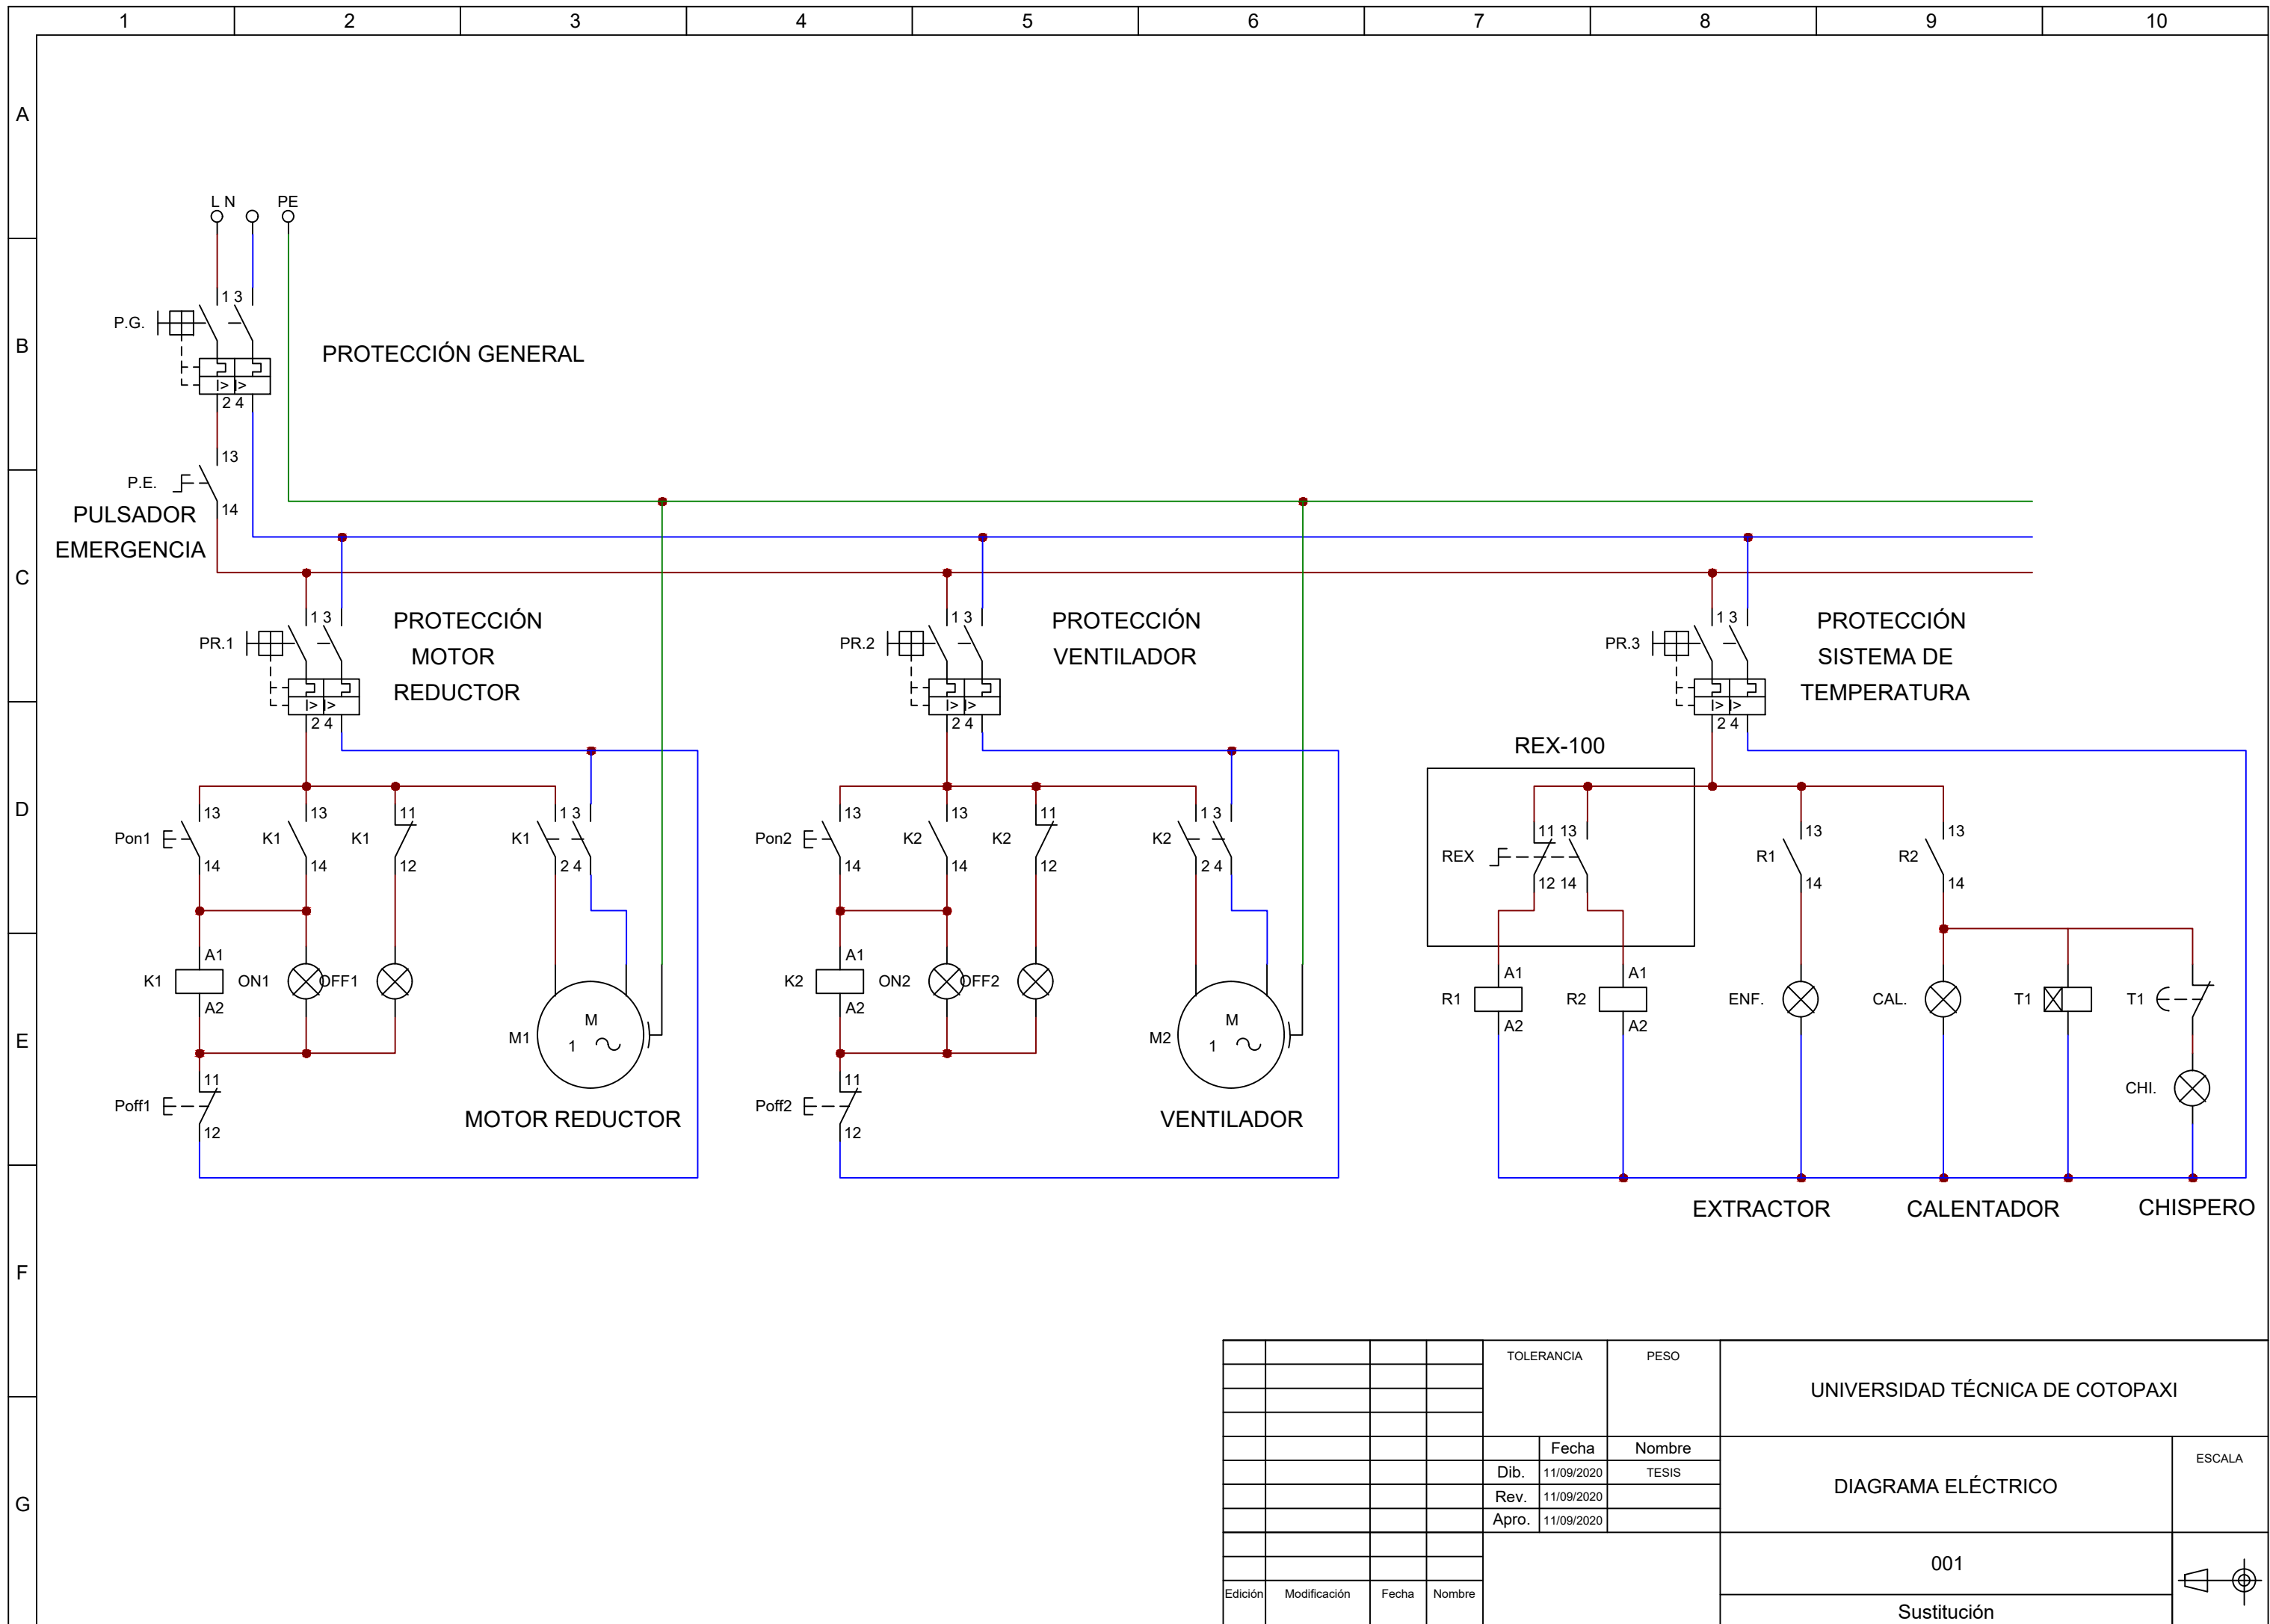 1 2 3 4 5 6 7 8 9 10
A
B
C
D
E
F
G
L N PE
1 3
P.G.
I> I>
2 4
PROTECCIÓN GENERAL
13
P.E.
14
PULSADOR
EMERGENCIA
1 3
PR.1
I> I>
2 4
PROTECCIÓN
MOTOR
REDUCTOR
1 3
PR.2
I> I>
2 4
PROTECCIÓN
VENTILADOR
1 3
PR.3
I> I>
2 4
PROTECCIÓN
SISTEMA DE
TEMPERATURA
13 13 11 1 3
Pon1 K1 K1 K1
14 14 12 2 4
A1
K1 ON1 OFF1
A2
M
M1 1
11
Poff1
12
MOTOR REDUCTOR
13 13 11 1 3
Pon2 K2 K2 K2
14 14 12 2 4
A1
K2 ON2 OFF2
A2
M
M2 1
11
Poff2
12
VENTILADOR
REX-100
11 13 13 13
REX R1 R2
12 14 14 14
A1 A1
R1 R2 ENF. CAL. T1 T1
A2 A2
CHI.
EXTRACTOR CALENTADOR CHISPERO
TOLERANCIA PESO
UNIVERSIDAD TÉCNICA DE COTOPAXI
Fecha Nombre
Dib. 11/09/2020 TESIS
Rev. 11/09/2020
Apro. 11/09/2020
DIAGRAMA ELÉCTRICO
ESCALA
001
Edición Modificación Fecha Nombre
Sustitución